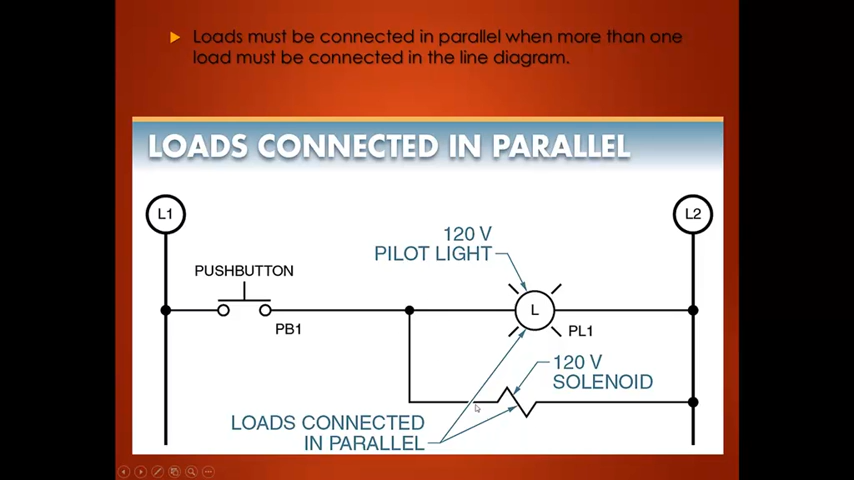 Loads must be connected in parallel when more than one
load must be connected in the line diagram.
LOADS CONNECTED IN PARALLEL
L1
L2
120 V
PILOT LIGHT
PUSHBUTTON
L
PB1
PL1
120 V
SOLENOID
LOADS CONNECTED
IN PARALLEL